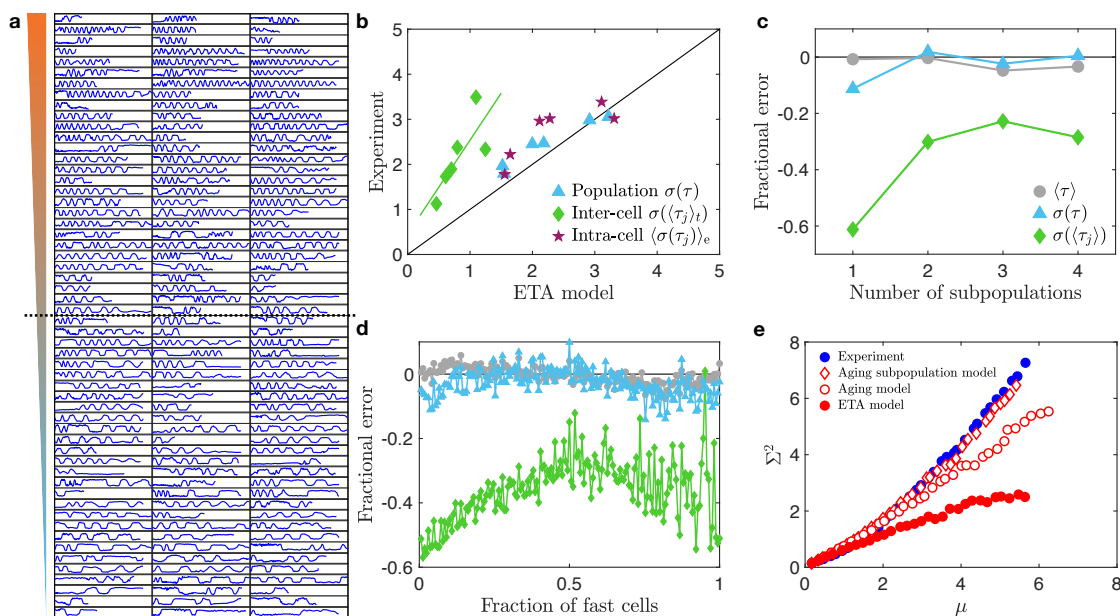 a
b
5
4
3
2
1
0
0
1
2
3
4
5
Experiment
ETA model
Population σ(τ)
Inter-cell σ(⟨τⱼ⟩ₜ)
Intra-cell ⟨σ(τⱼ)⟩ₑ
c
0
-0.2
-0.4
-0.6
1
2
3
4
Fractional error
Number of subpopulations
⟨τ⟩
σ(τ)
σ(⟨τⱼ⟩)
d
0
-0.2
-0.4
-0.6
0
0.5
1
Fractional error
Fraction of fast cells
e
8
6
4
2
0
0
2
4
6
8
Σ²
μ
Experiment
Aging subpopulation model
Aging model
ETA model